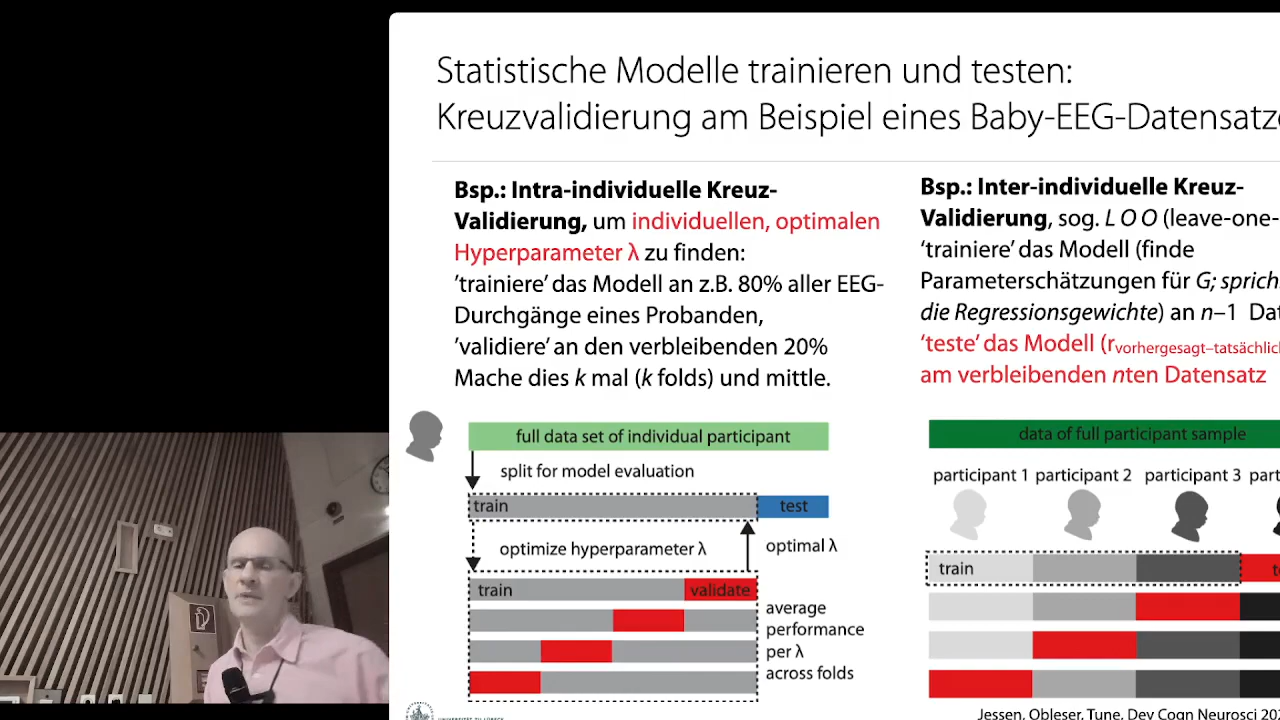 Statistische Modelle trainieren und testen:
Kreuzvalidierung am Beispiel eines Baby-EEG-Datensatz
Bsp.: Intra-individuelle Kreuz-
Validierung, um individuellen, optimalen
Hyperparameter λ zu finden:
’trainiere’ das Modell an z.B. 80% aller EEG-
Durchgänge eines Probanden,
’validiere’ an den verbleibenden 20%
Mache dies k mal (k folds) und mittle.
full data set of individual participant
split for model evaluation
train
test
optimize hyperparameter λ
optimal λ
train
validate
average
performance
per λ
across folds
UNIVERSITÄT ZU LÜBECK
Bsp.: Inter-individuelle Kreuz-
Validierung, sog. L O O (leave-one-
‘trainiere’ das Modell (finde
Parameterschätzungen für G; sprich
die Regressionsgewichte) an n–1 Dat
‘teste’ das Modell (rvorhergesagt–tatsächlic
am verbleibenden nten Datensatz
data of full participant sample
participant 1 participant 2 participant 3 part
train
Jessen, Obleser, Tune, Dev Cogn Neurosci 20